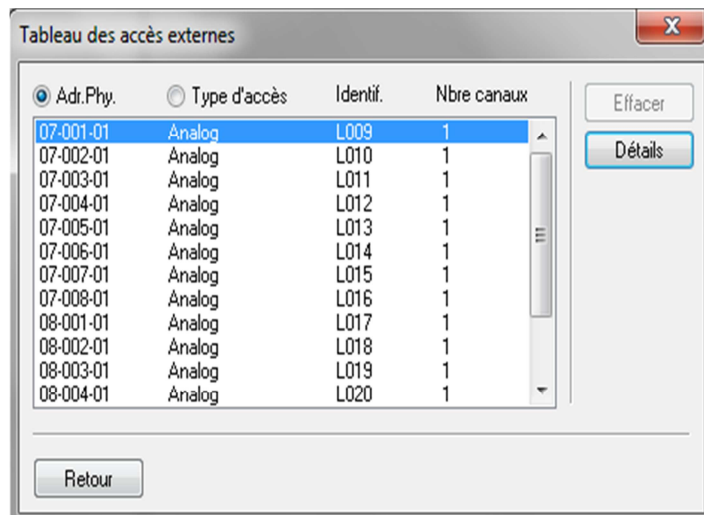 Tableau des accès externes
Adr.Phy. Type d'accès Identif. Nbre canaux
Effacer
07-001-01 Analog L009 1
Détails
07-002-01 Analog L010 1
07-003-01 Analog L011 1
07-004-01 Analog L012 1
07-005-01 Analog L013 1
07-006-01 Analog L014 1
07-007-01 Analog L015 1
07-008-01 Analog L016 1
08-001-01 Analog L017 1
08-002-01 Analog L018 1
08-003-01 Analog L019 1
08-004-01 Analog L020 1
Retour